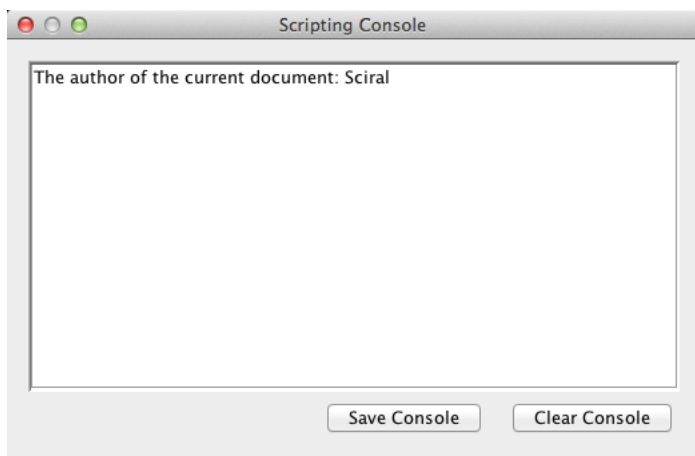 Scripting Console
The author of the current document: Sciral
Save Console
Clear Console